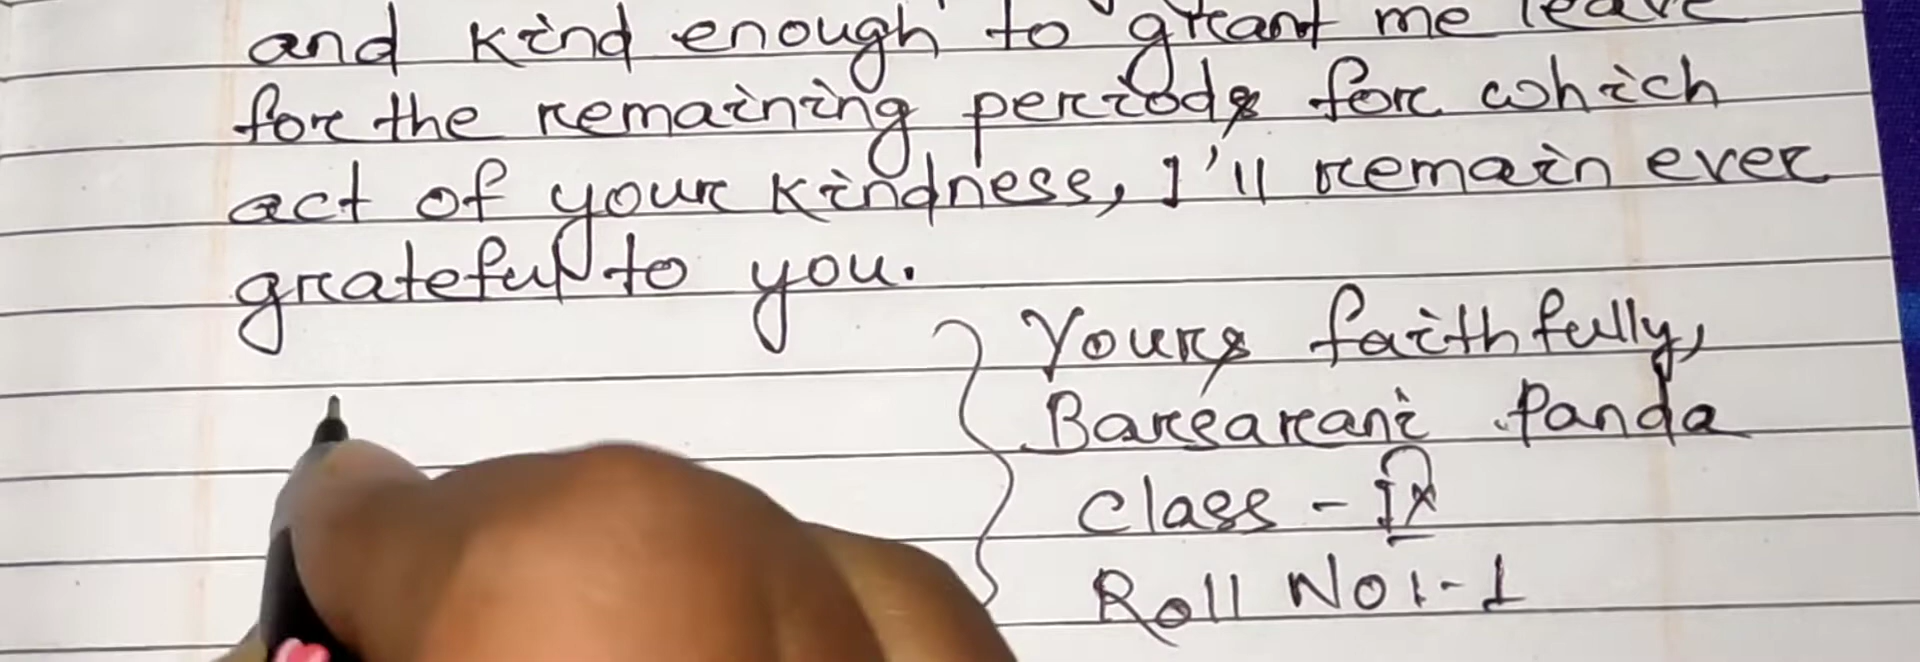 and kind enough to grant me leave
for the remaining periods for which
act of your kindness, I'll remain ever
grateful to you.
Yours faithfully,
Barsarani Panda
Class - IX
Roll No:- 1